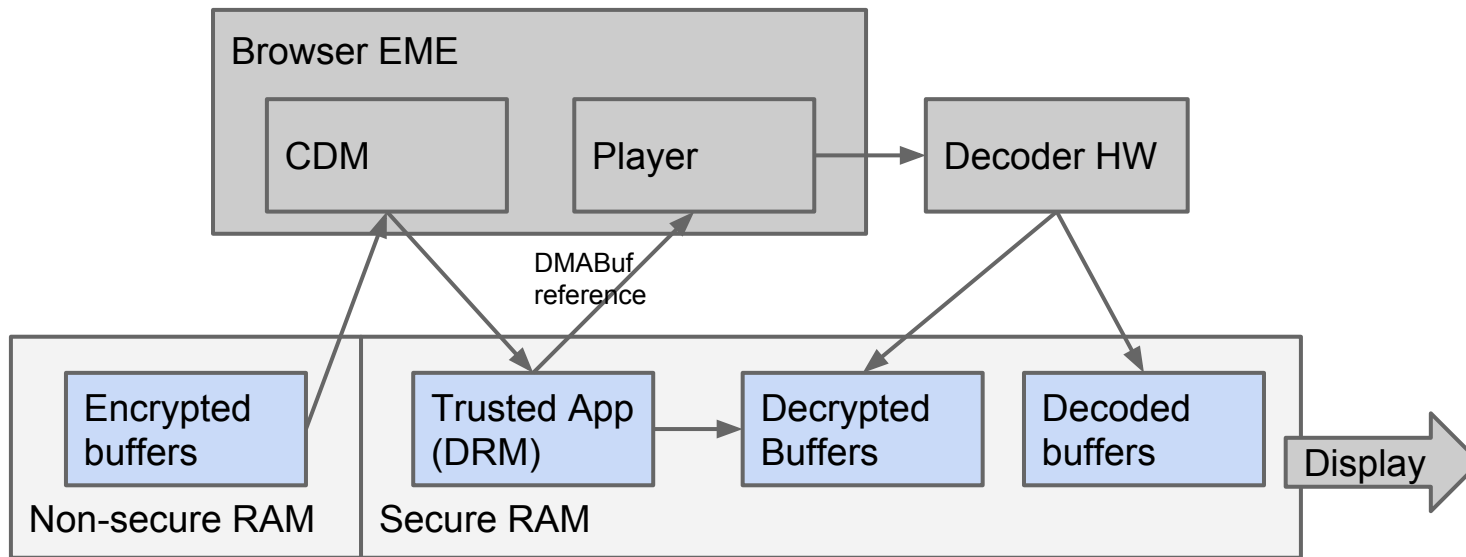 Browser EME
CDM
Player
Decoder HW
DMABuf
reference
Encrypted
buffers
Trusted App
(DRM)
Decrypted
Buffers
Decoded
buffers
Display
Non-secure RAM
Secure RAM